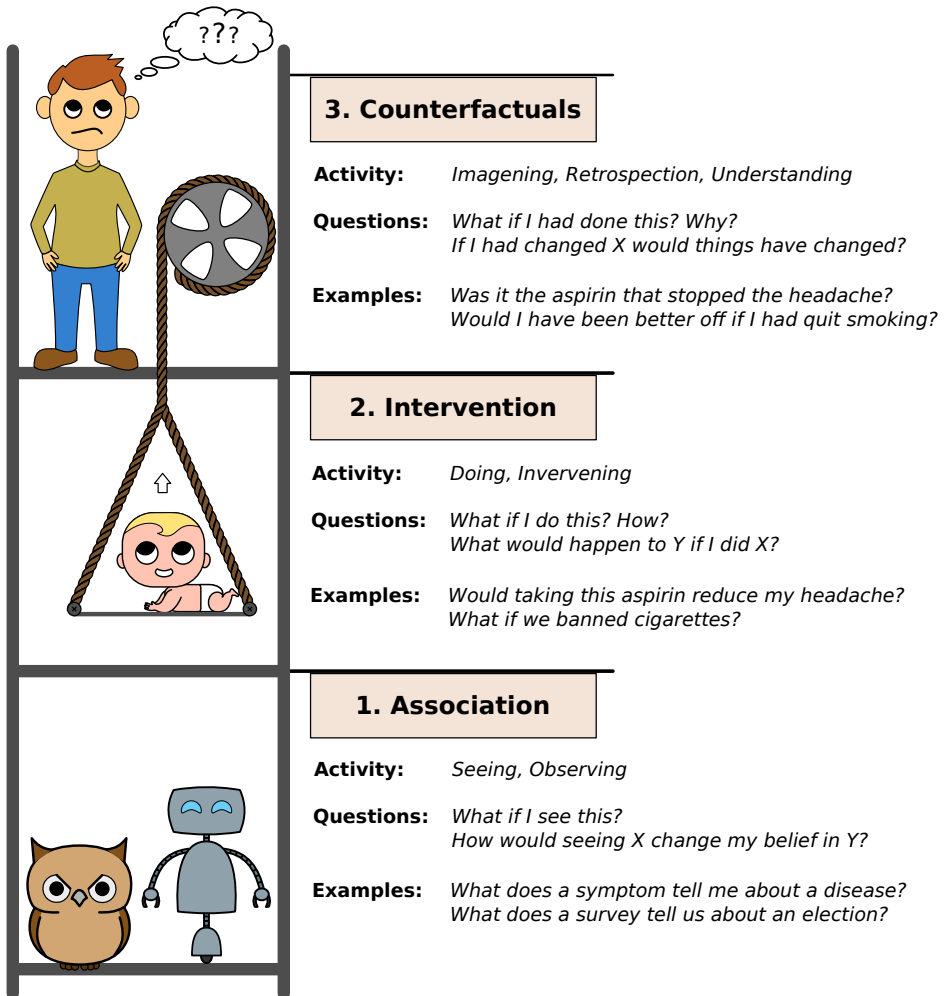 ???
3. Counterfactuals
Activity: Imagening, Retrospection, Understanding
Questions: What if I had done this? Why?
If I had changed X would things have changed?
Examples: Was it the aspirin that stopped the headache?
Would I have been better off if I had quit smoking?
2. Intervention
Activity: Doing, Invervening
Questions: What if I do this? How?
What would happen to Y if I did X?
Examples: Would taking this aspirin reduce my headache?
What if we banned cigarettes?
1. Association
Activity: Seeing, Observing
Questions: What if I see this?
How would seeing X change my belief in Y?
Examples: What does a symptom tell me about a disease?
What does a survey tell us about an election?